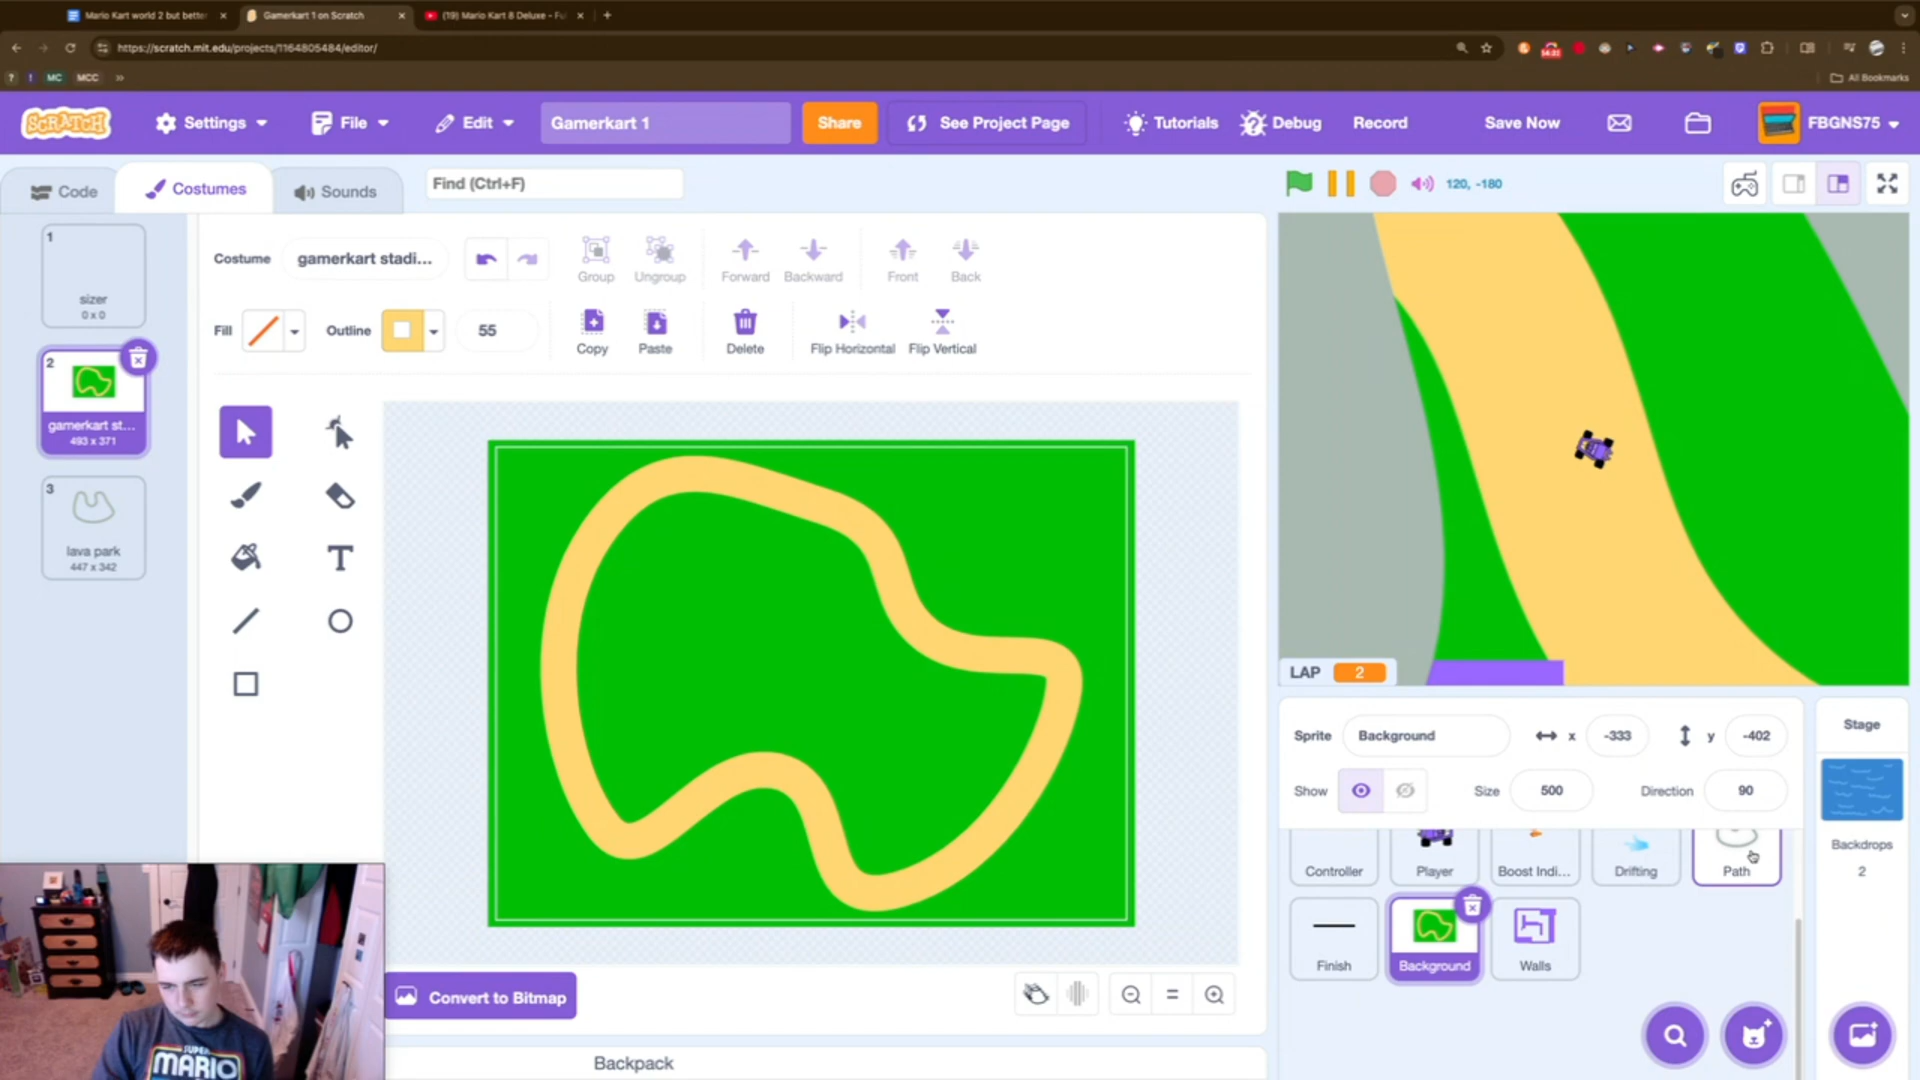 Mario Kart world 2 but better
Gamerkart 1 on Scratch
(19) Mario Kart 8 Deluxe - Fu
https://scratch.mit.edu/projects/1164805484/editor/
MC
MCC
All Bookmarks
SCRATCH
Settings
File
Edit
Gamerkart 1
Share
See Project Page
Tutorials
Debug
Record
Save Now
FBGNS75
Code
Costumes
Sounds
Find (Ctrl+F)
120, -180
1
sizer
0 x 0
2
gamerkart st...
493 x 371
3
lava park
447 x 342
Costume
gamerkart stadi...
Group
Ungroup
Forward
Backward
Front
Back
Fill
Outline
55
Copy
Paste
Delete
Flip Horizontal
Flip Vertical
T
Convert to Bitmap
Backpack
LAP 2
Sprite
Background
x
-333
y
-402
Show
Size
500
Direction
90
Controller
Player
Boost Indi...
Drifting
Path
Finish
Background
Walls
Stage
Backdrops
2
SUPER
MARIO